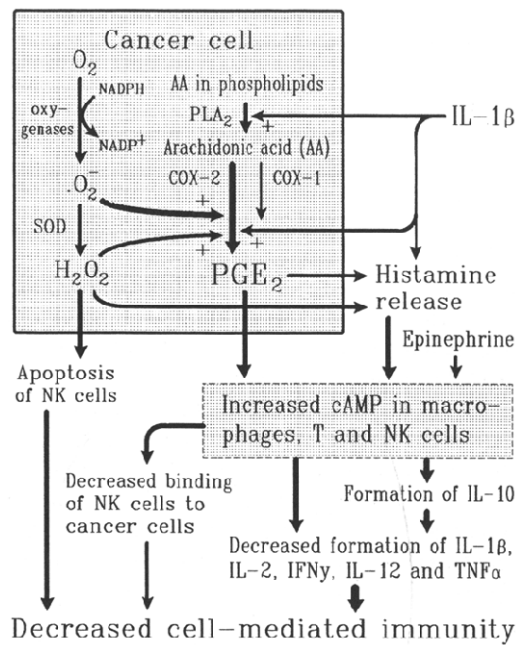 Cancer cell
O₂
NADPH
oxy-
genases
NADP⁺
AA in phospholipids
PLA₂
+
IL-1β
Arachidonic acid (AA)
COX-2
COX-1
.O₂⁻
+
SOD
+
+
H₂O₂
PGE₂
Histamine
release
Epinephrine
Apoptosis
of NK cells
Increased cAMP in macro-
phages, T and NK cells
Decreased binding
of NK cells to
cancer cells
Formation of IL-10
Decreased formation of IL-1β,
IL-2, IFNγ, IL-12 and TNFα
Decreased cell-mediated immunity